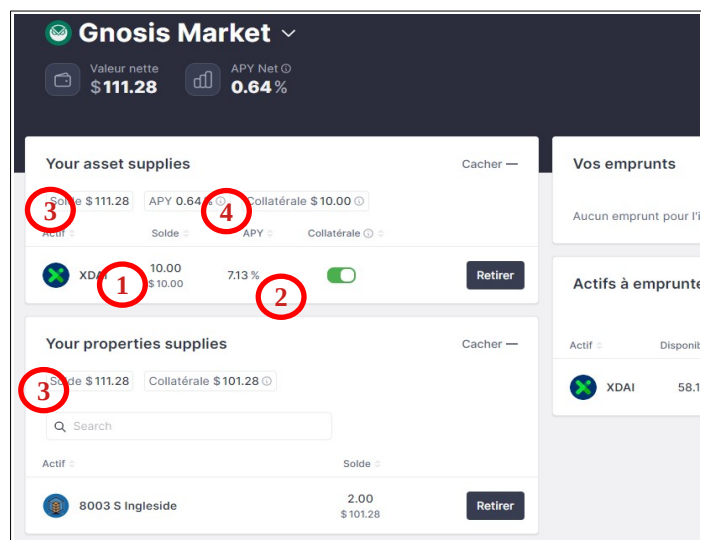 Gnosis Market
Valeur nette
$111.28
APY Net
0.64%
Your asset supplies
Cacher —
Solde $111.28
APY 0.64
Collatérale $10.00
3
4
Actif
Solde
APY
Collatérale
XDAI
10.00
$10.00
7.13 %
Retirer
1
2
Your properties supplies
Cacher —
Solde $111.28
Collatérale $101.28
3
Search
Actif
Solde
8003 S Ingleside
2.00
$101.28
Retirer
Vos emprunts
Aucun emprunt pour l'i
Actifs à emprunte
Actif
Disponib
XDAI
58.1